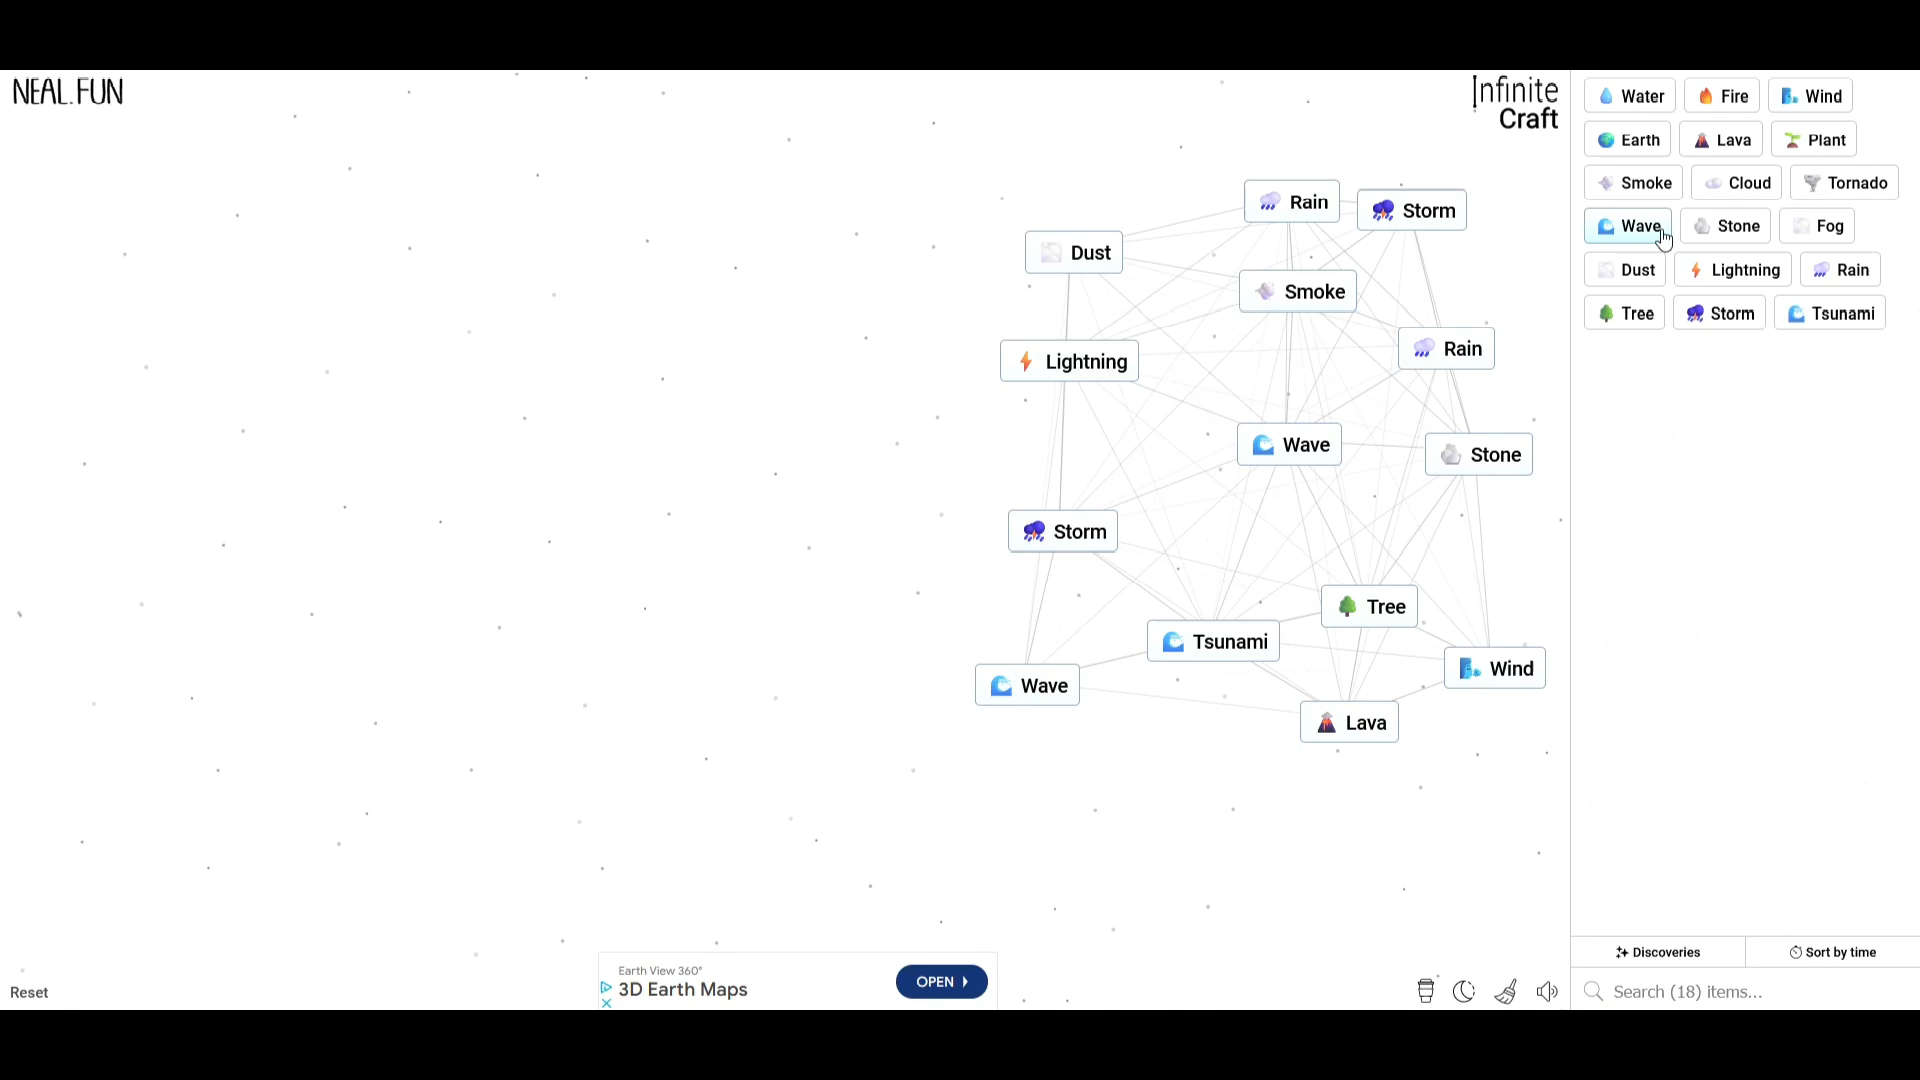 NEAL.FUN
Infinite
Craft
Water Fire Wind
Earth Lava Plant
Smoke Cloud Tornado
Wave Stone Fog
Dust Lightning Rain
Tree Storm Tsunami
Rain Storm
Dust
Smoke
Rain
Lightning
Wave
Stone
Storm
Tree
Tsunami
Wind
Wave
Lava
Earth View 360°
3D Earth Maps
OPEN
Reset
Discoveries Sort by time
Search (18) items...